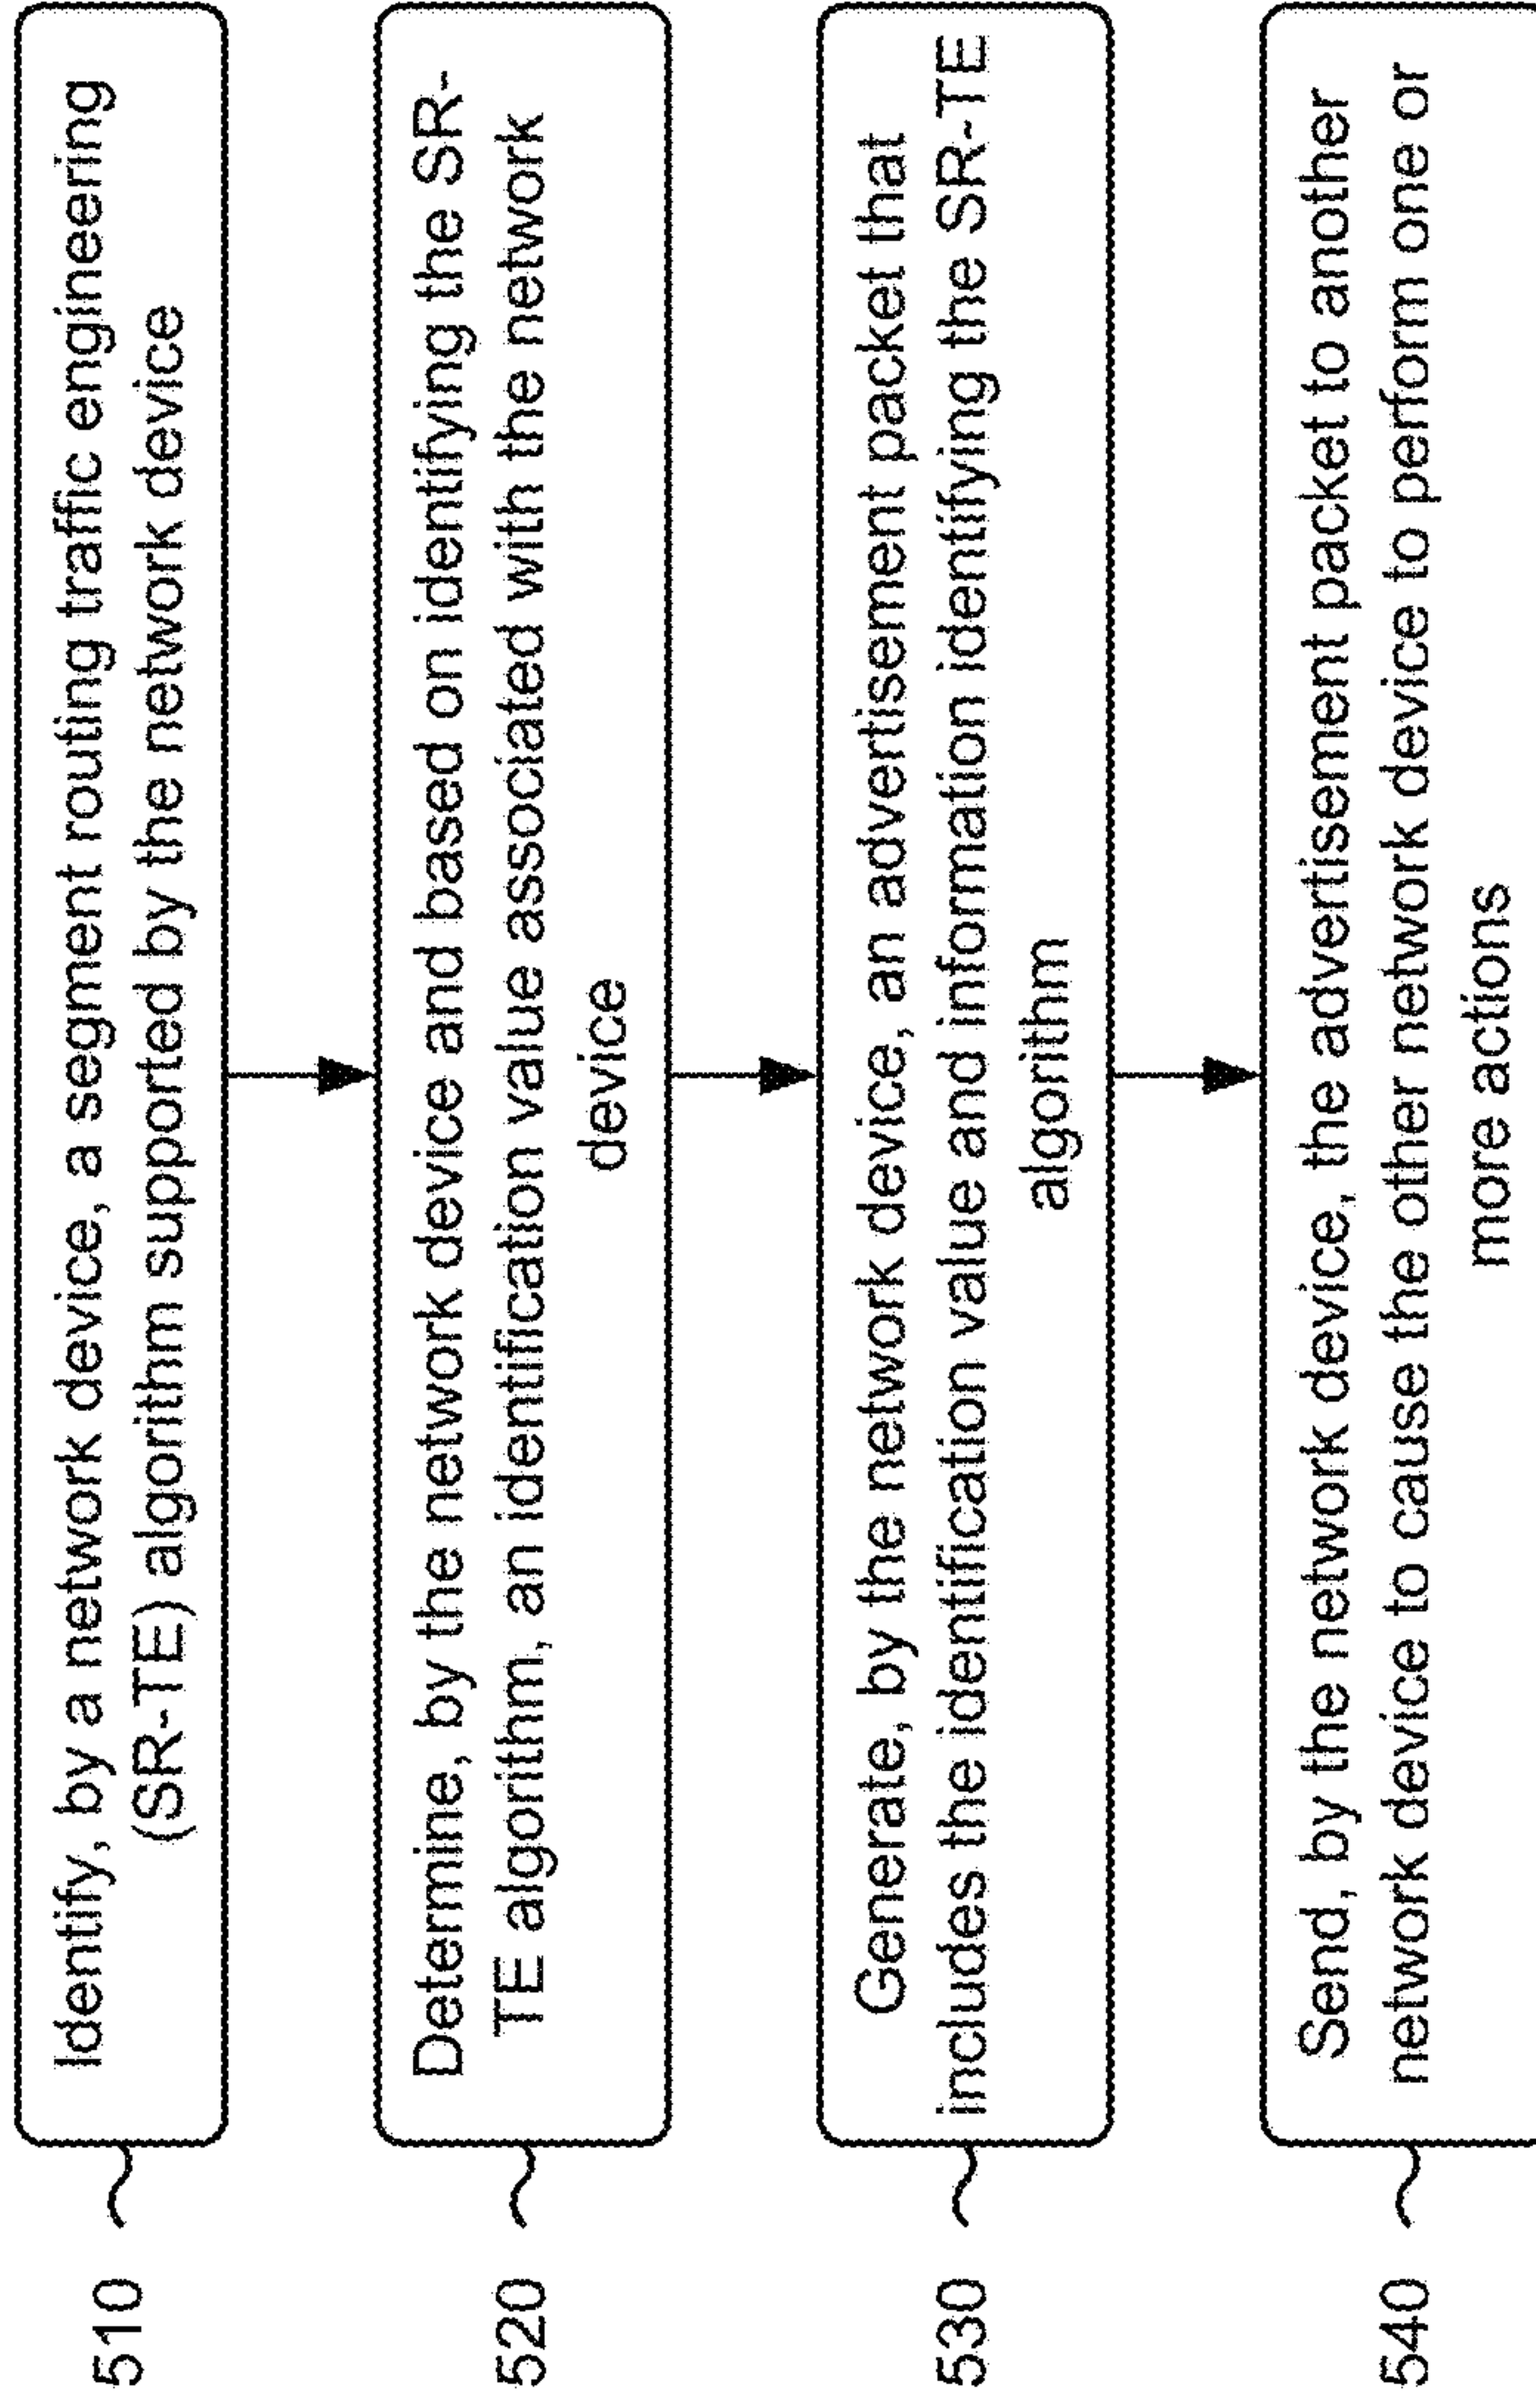 510
Identify, by a network device, a segment routing traffic engineering
(SR-TE) algorithm supported by the network device
520
Determine, by the network device and based on identifying the SR-
TE algorithm, an identification value associated with the network
device
530
Generate, by the network device, an advertisement packet that
includes the identification value and information identifying the SR-TE
algorithm
540
Send, by the network device, the advertisement packet to another
network device to cause the other network device to perform one or
more actions